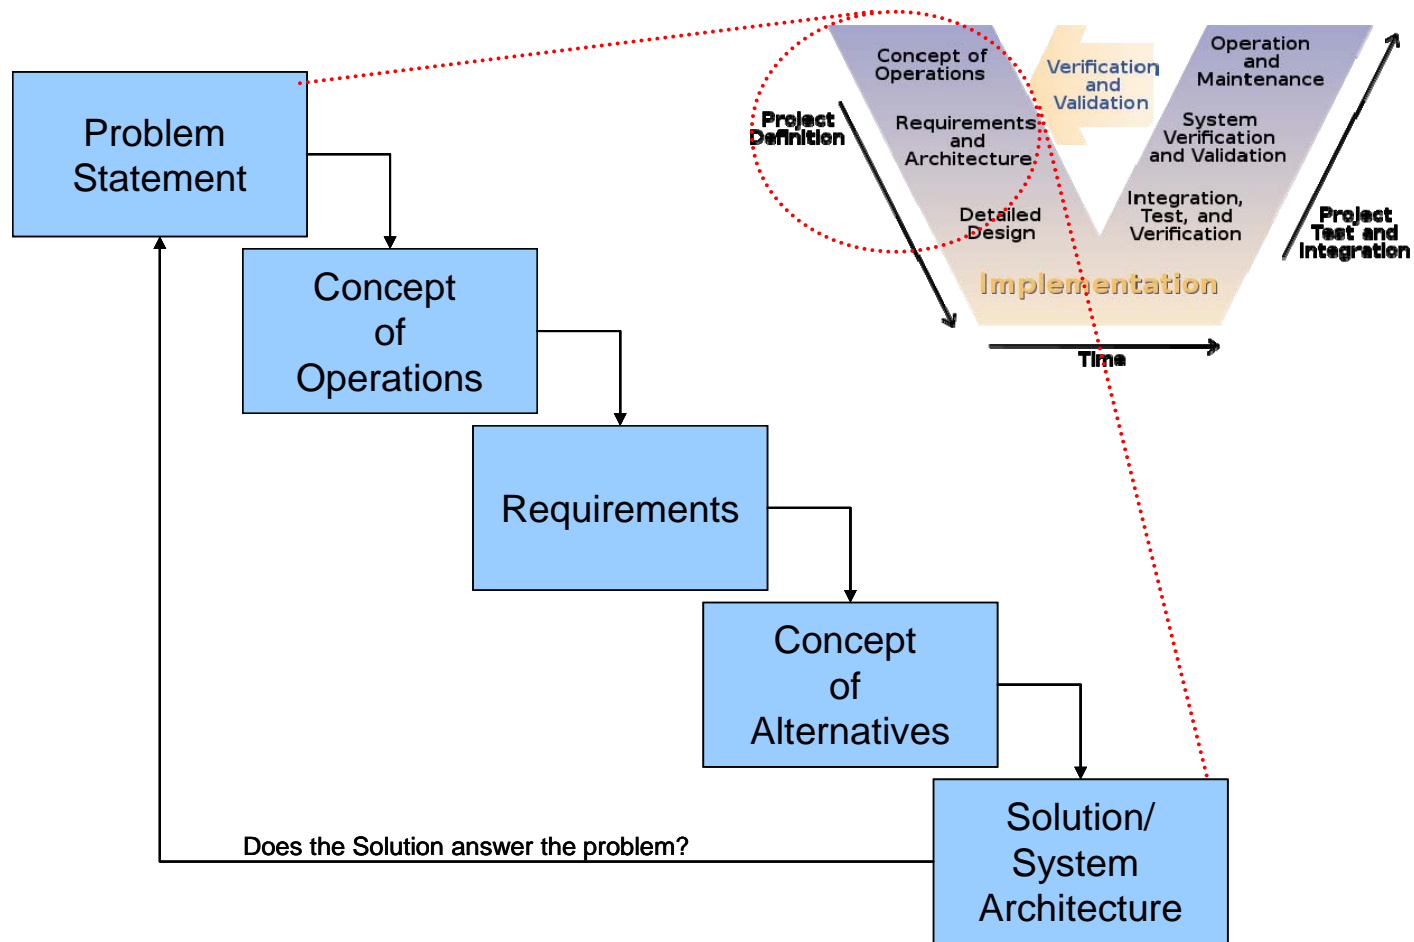 Problem
Statement
Concept
of
Operations
Requirements
Concept
of
Alternatives
Solution/
System
Architecture
Does the Solution answer the problem?
Concept of
Operations
Requirements
and
Architecture
Detailed
Design
Project
Definition
Verification
and
Validation
Operation
and
Maintenance
System
Verification
and Validation
Integration,
Test, and
Verification
Project
Test and
Integration
Implementation
Time